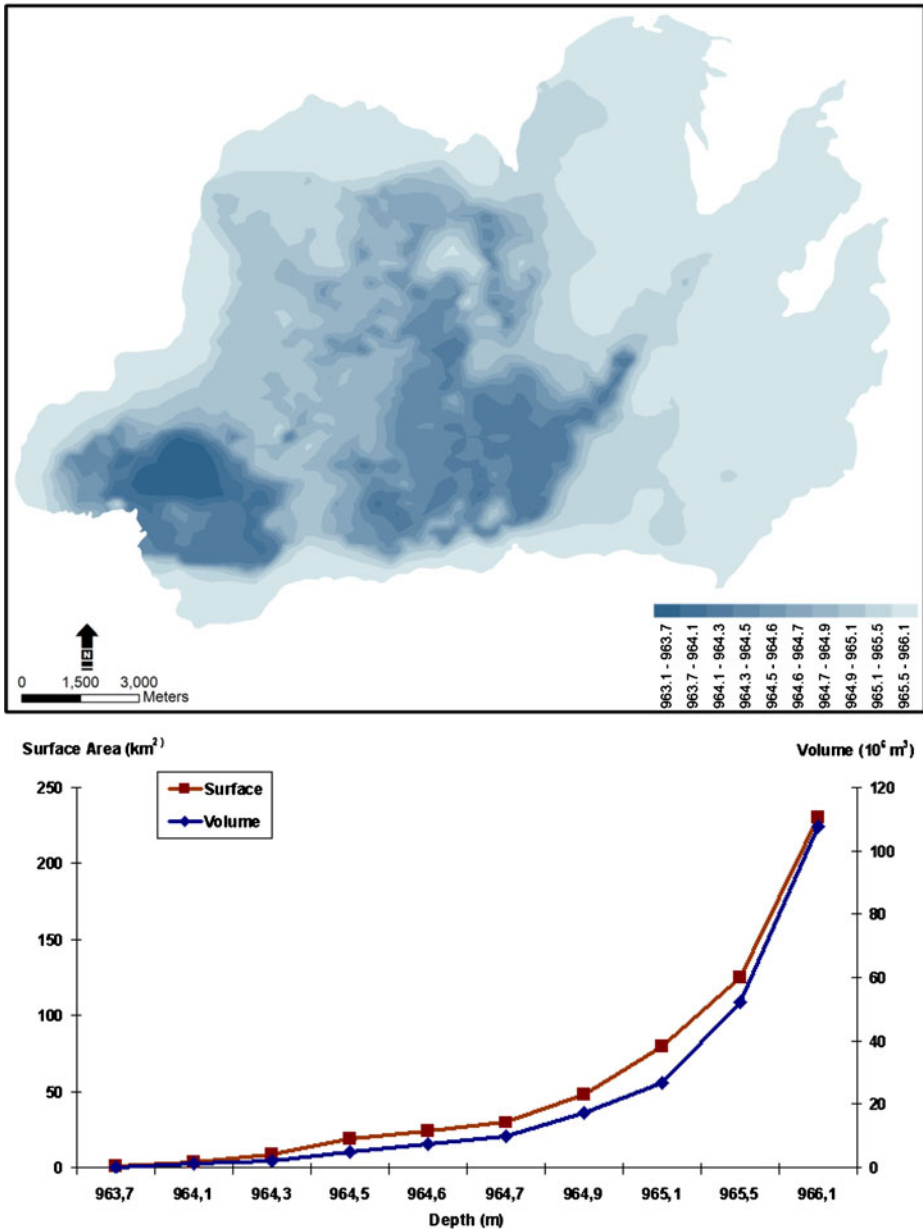 N
0 1,500 3,000
Meters
963.1 - 963.7
963.7 - 964.1
964.1 - 964.3
964.3 - 964.5
964.5 - 964.6
964.6 - 964.7
964.7 - 964.9
964.9 - 965.1
965.1 - 965.5
965.5 - 966.1
Surface Area (km²)
Volume (10⁶ m³)
Surface
Volume
250
200
150
100
50
0
120
100
80
60
40
20
0
963,7 964,1 964,3 964,5 964,6 964,7 964,9 965,1 965,5 966,1
Depth (m)